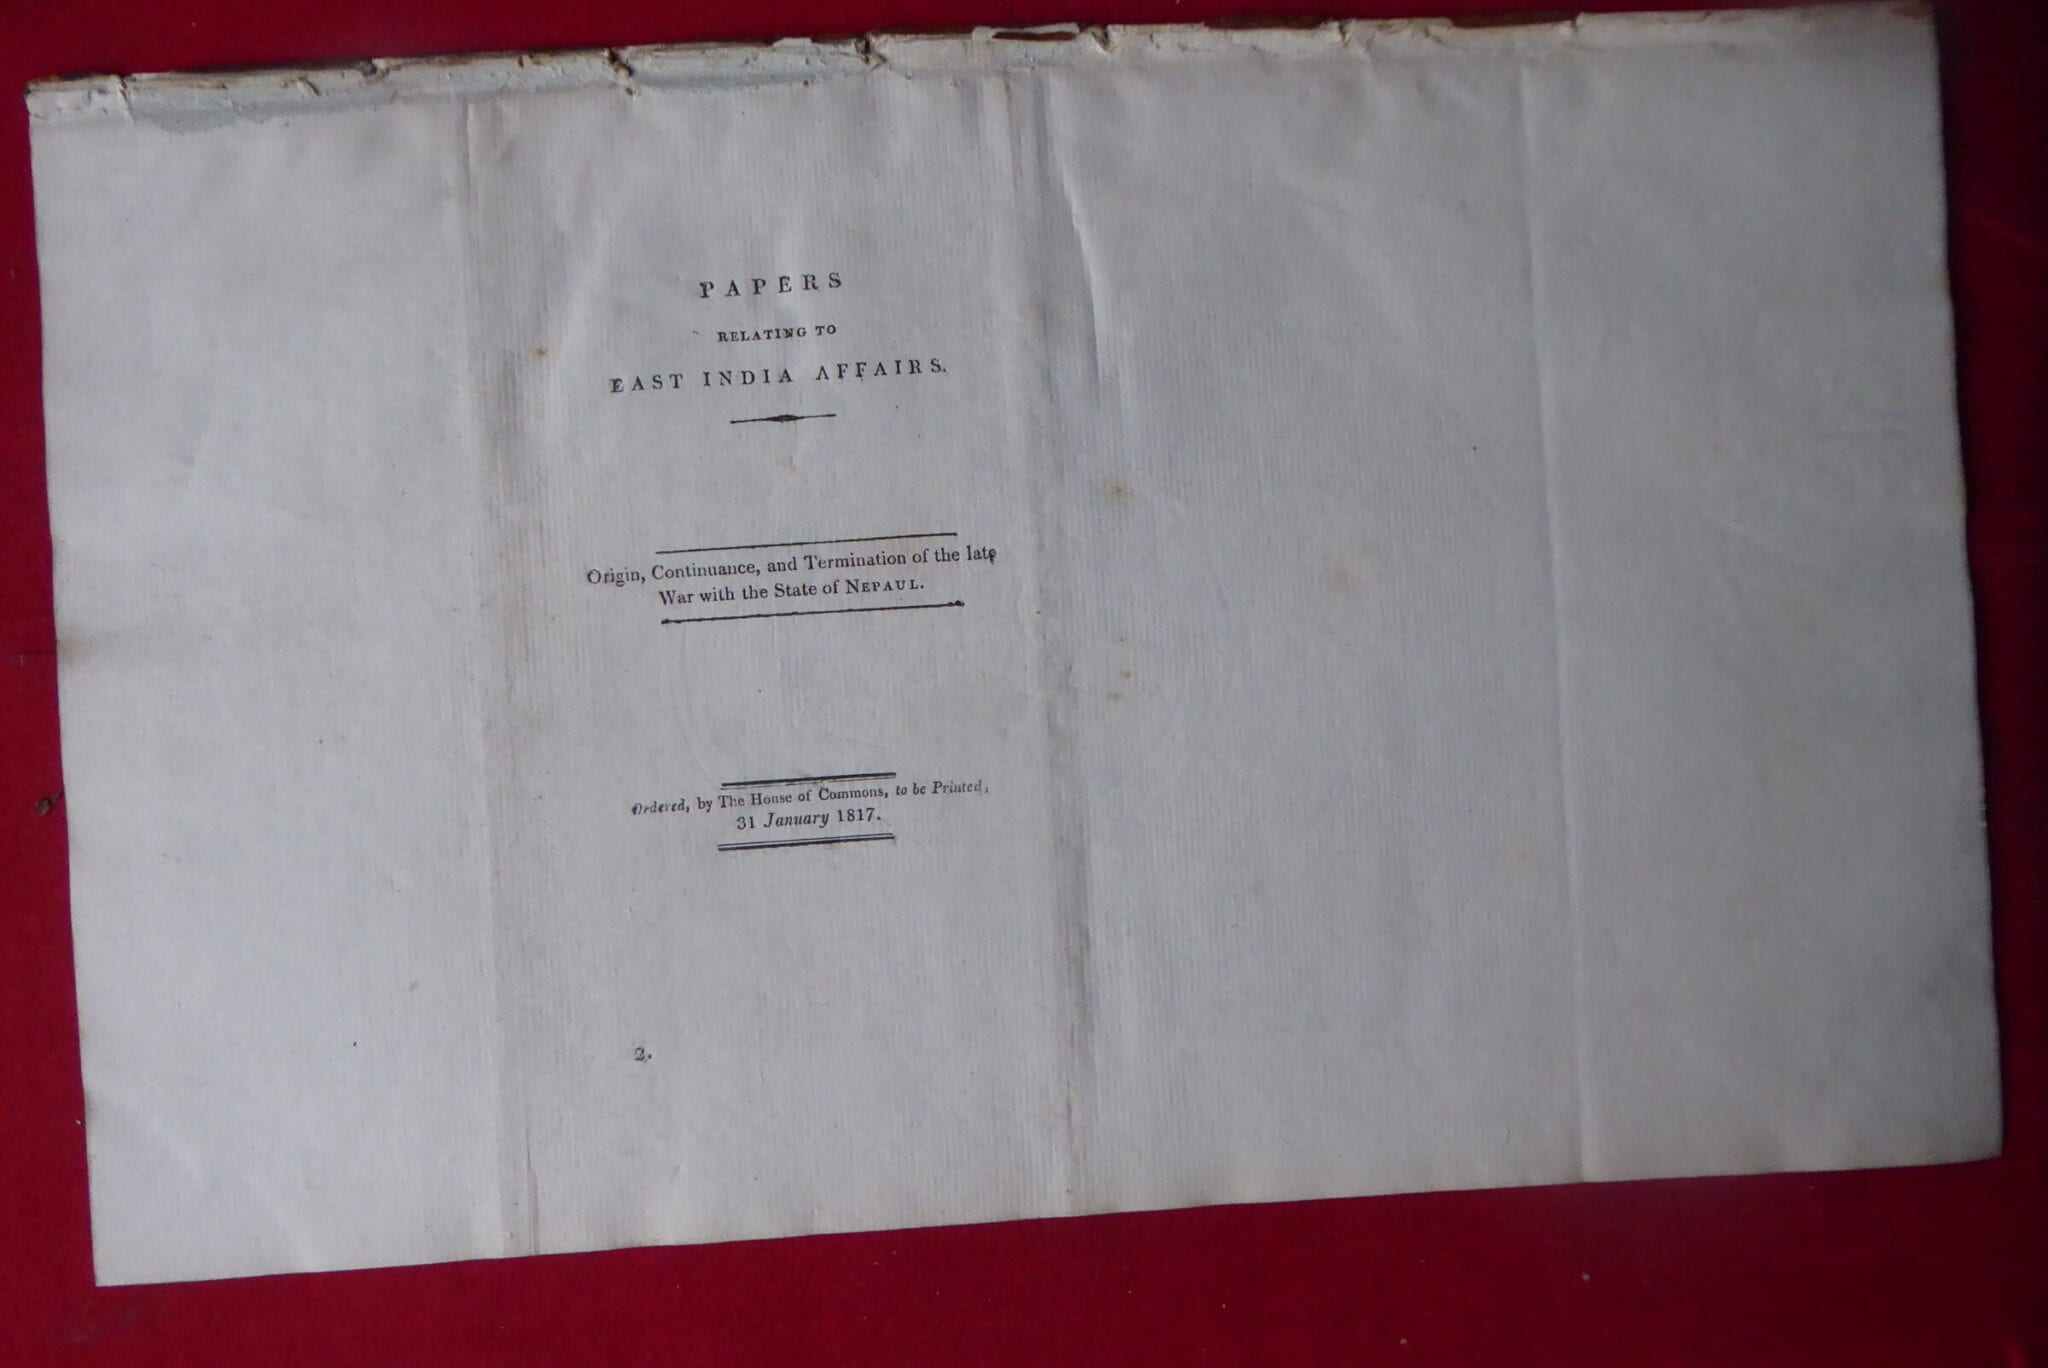 PAPERS
RELATING TO
EAST INDIA AFFAIRS.
Origin, Continuance, and Termination of the late
War with the State of NEPAUL.
Ordered, by The House of Commons, to be Printed,
31 January 1817.
2.